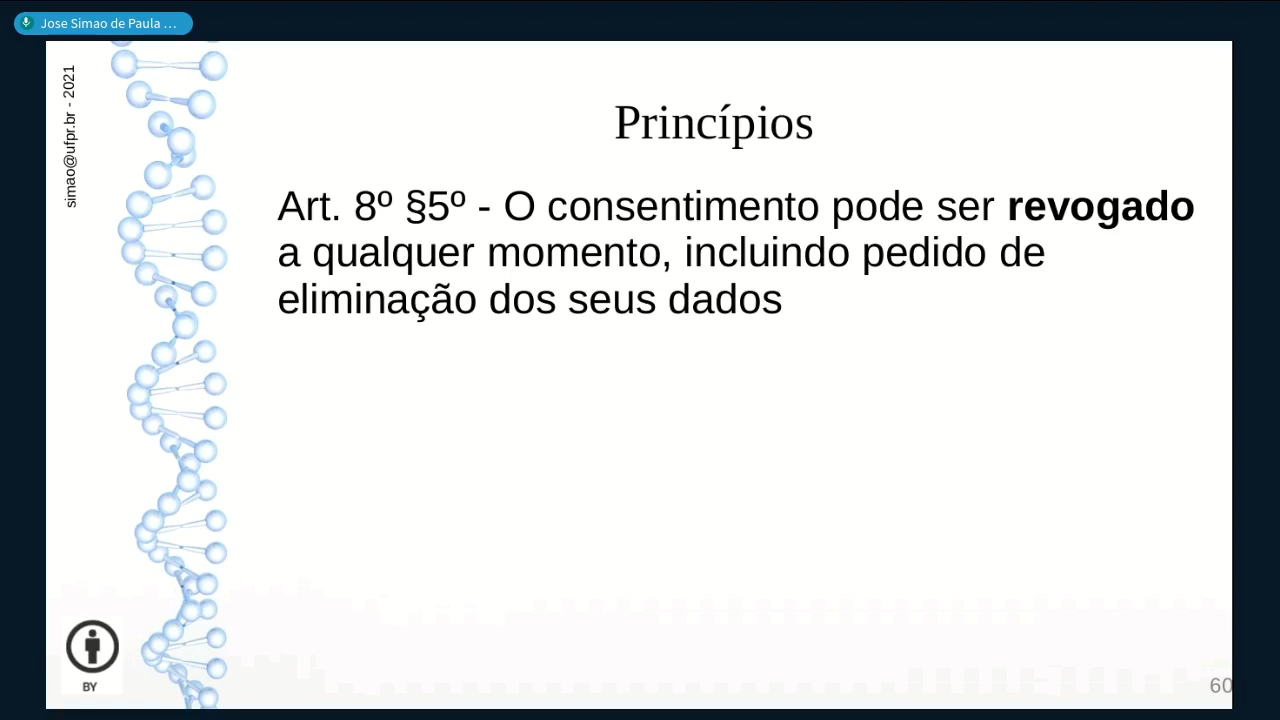 Jose Simao de Paula ...
simao@ufpr.br - 2021
Princípios
Art. 8º §5º - O consentimento pode ser revogado
a qualquer momento, incluindo pedido de
eliminação dos seus dados
BY
60